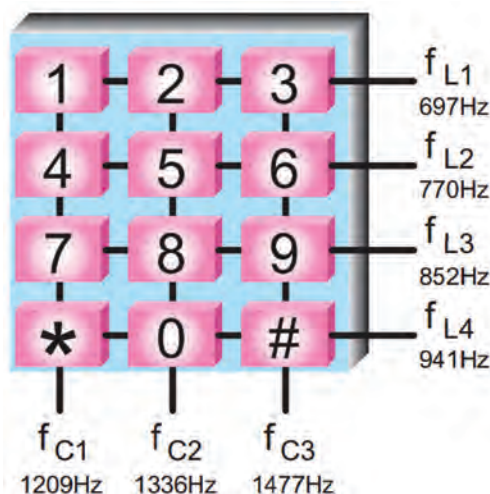 1 2 3 f L1
697Hz
4 5 6 f L2
770Hz
7 8 9 f L3
852Hz
* 0 # f L4
941Hz
f C1 f C2 f C3
1209Hz 1336Hz 1477Hz